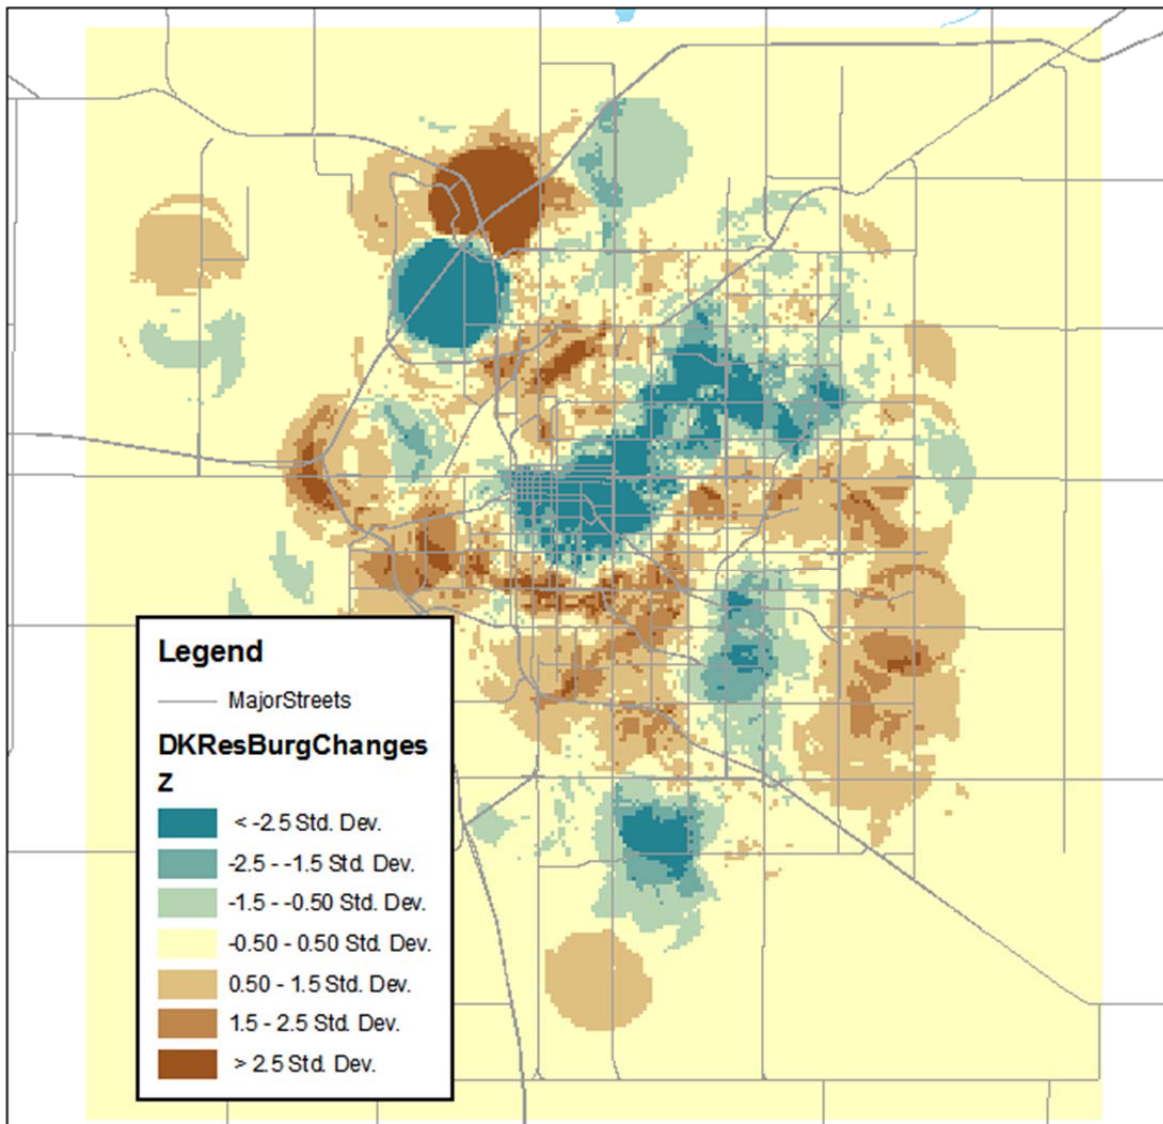 Legend
MajorStreets
DKResBurgChanges
Z
< -2.5 Std. Dev.
-2.5 - -1.5 Std. Dev.
-1.5 - -0.50 Std. Dev.
-0.50 - 0.50 Std. Dev.
0.50 - 1.5 Std. Dev.
1.5 - 2.5 Std. Dev.
> 2.5 Std. Dev.